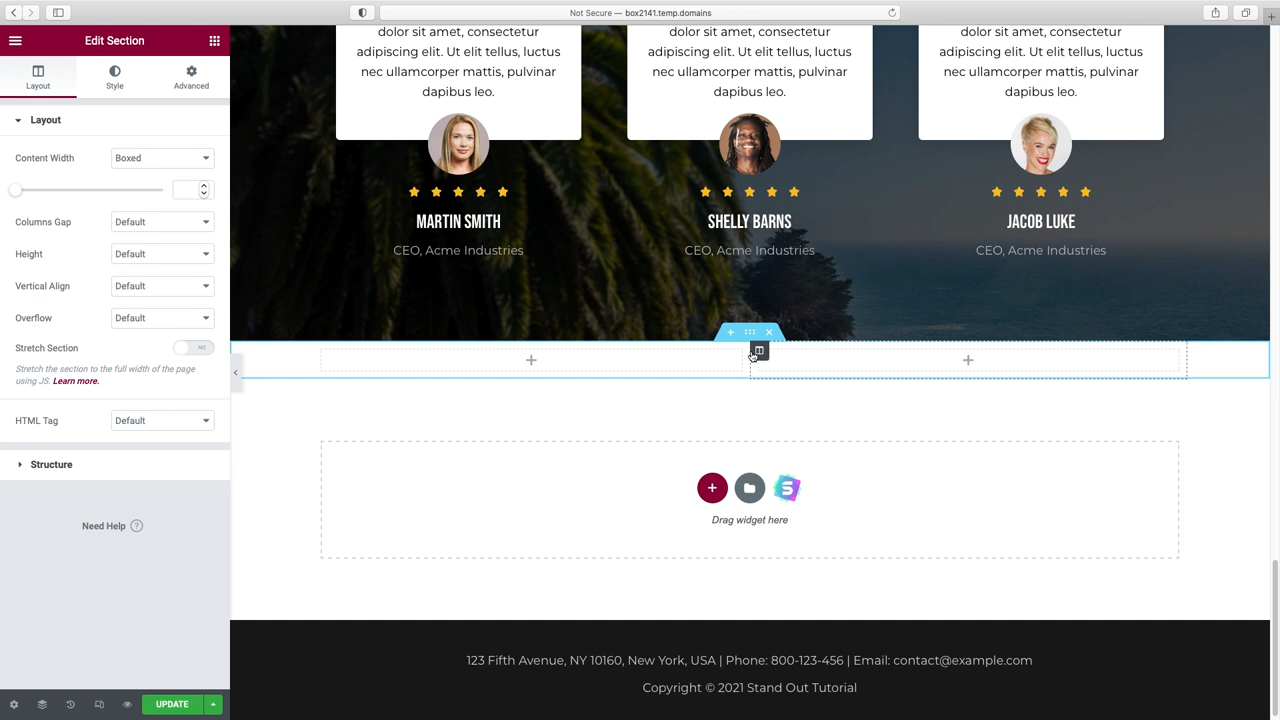 Not Secure — box2141.temp.domains
Edit Section
Layout
Style
Advanced
Layout
Content Width
Boxed
Columns Gap
Default
Height
Default
Vertical Align
Default
Overflow
Default
Stretch Section
NO
Stretch the section to the full width of the page
using JS. Learn more.
HTML Tag
Default
Structure
Need Help ?
UPDATE
dolor sit amet, consectetur
adipiscing elit. Ut elit tellus, luctus
nec ullamcorper mattis, pulvinar
dapibus leo.
MARTIN SMITH
CEO, Acme Industries
dolor sit amet, consectetur
adipiscing elit. Ut elit tellus, luctus
nec ullamcorper mattis, pulvinar
dapibus leo.
SHELLY BARNS
CEO, Acme Industries
dolor sit amet, consectetur
adipiscing elit. Ut elit tellus, luctus
nec ullamcorper mattis, pulvinar
dapibus leo.
JACOB LUKE
CEO, Acme Industries
S
Drag widget here
123 Fifth Avenue, NY 10160, New York, USA | Phone: 800-123-456 | Email: contact@example.com
Copyright © 2021 Stand Out Tutorial